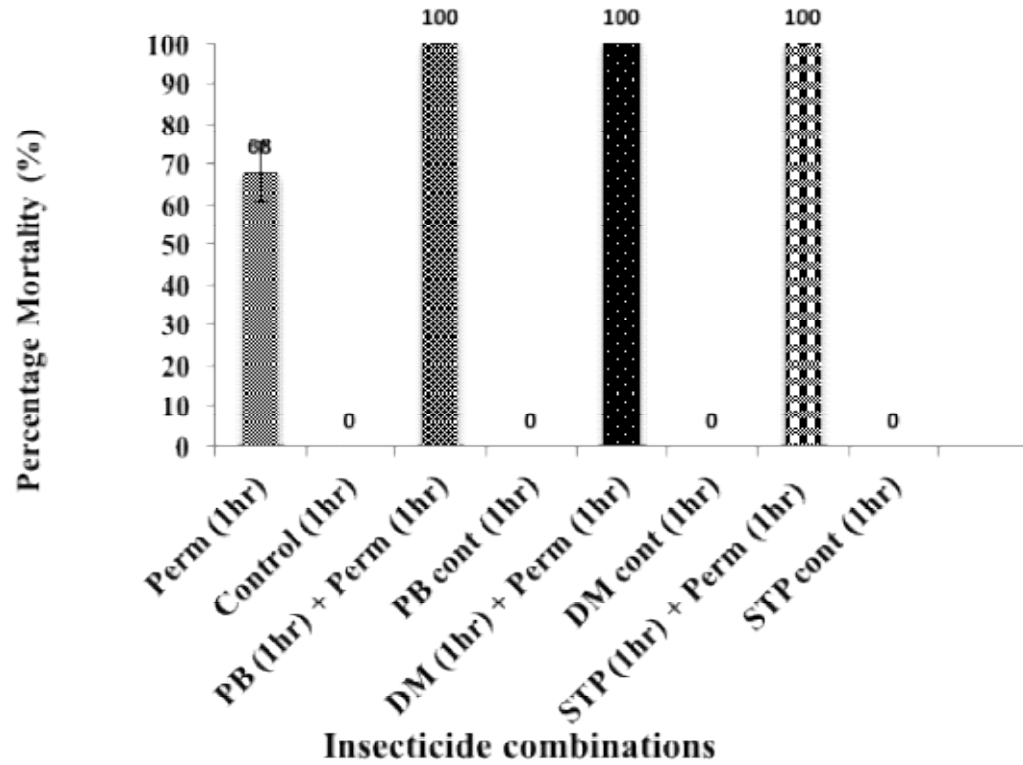 100 100 100
100
90
80
70
60
50
40
30
20
10
0
68
0 0 0 0
Percentage Mortality (%)
Perm (1hr)
Control (1hr)
PB (1hr) + Perm (1hr)
PB cont (1hr)
DM (1hr) + Perm (1hr)
DM cont (1hr)
STP (1hr) + Perm (1hr)
STP cont (1hr)
Insecticide combinations